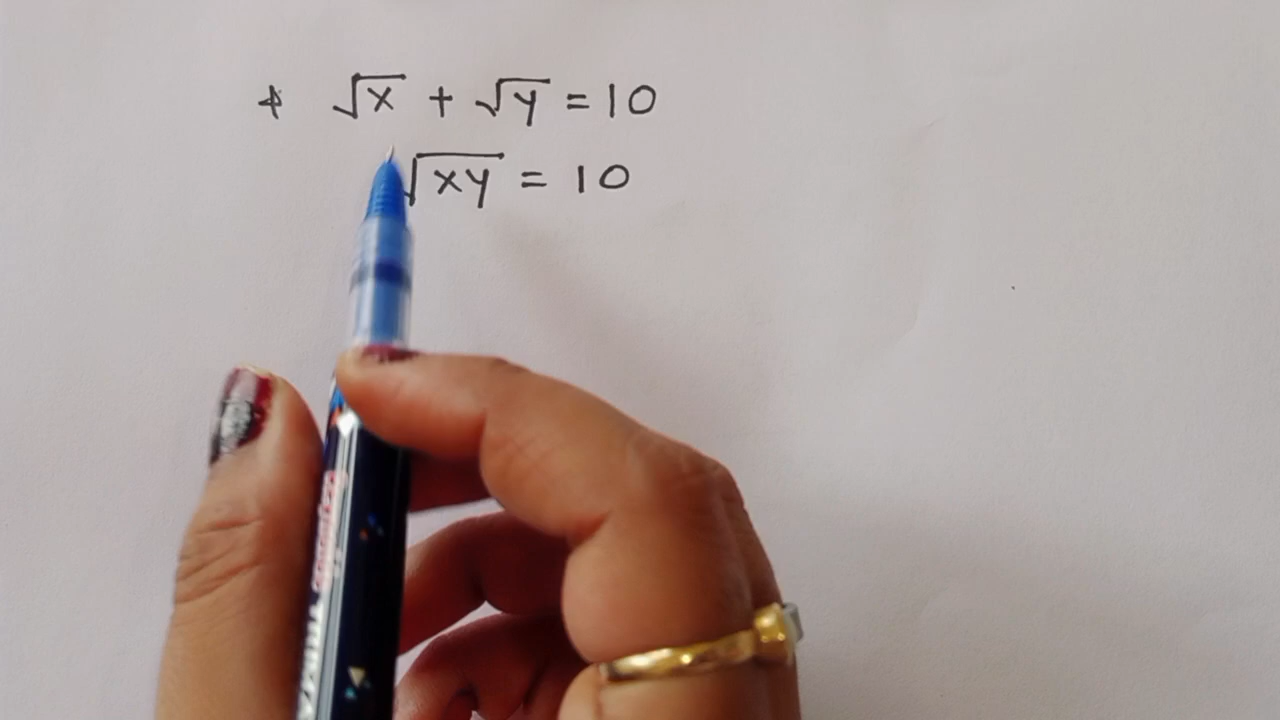 * √x + √y = 10
√xy = 10